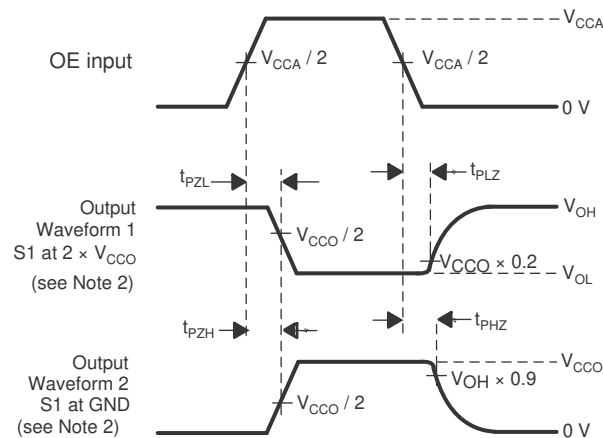 V_CCA
OE input
V_CCA / 2
V_CCA / 2
0 V
t_PZL
t_PLZ
Output
Waveform 1
S1 at 2 × V_CCO
(see Note 2)
V_OH
V_CCO / 2
V_CCO × 0.2
V_OL
t_PZH
t_PHZ
Output
Waveform 2
S1 at GND
(see Note 2)
V_CCO
V_OH × 0.9
V_CCO / 2
0 V